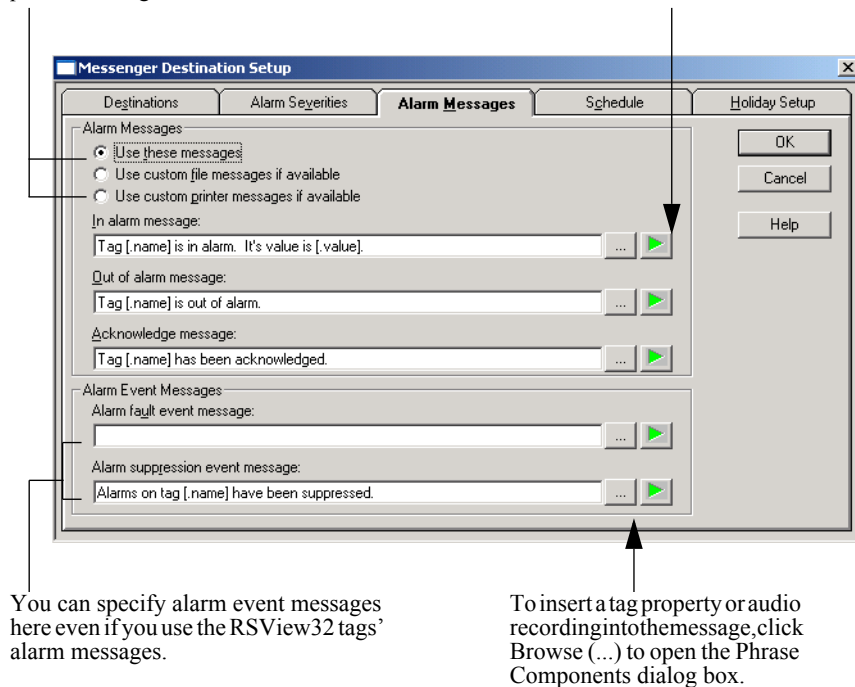 Messenger Destination Setup
Destinations
Alarm Severities
Alarm Messages
Schedule
Holiday Setup
Alarm Messages
Use these messages
Use custom file messages if available
Use custom printer messages if available
In alarm message:
Tag [.name] is in alarm.  It's value is [.value].
...
Out of alarm message:
Tag [.name] is out of alarm.
...
Acknowledge message:
Tag [.name] has been acknowledged.
...
Alarm Event Messages
Alarm fault event message:
...
Alarm suppression event message:
Alarms on tag [.name] have been suppressed.
...
OK
Cancel
Help
You can specify alarm event messages
here even if you use the RSView32 tags’
alarm messages.
To insert a tag property or audio
recording into the message, click
Browse (...) to open the Phrase
Components dialog box.